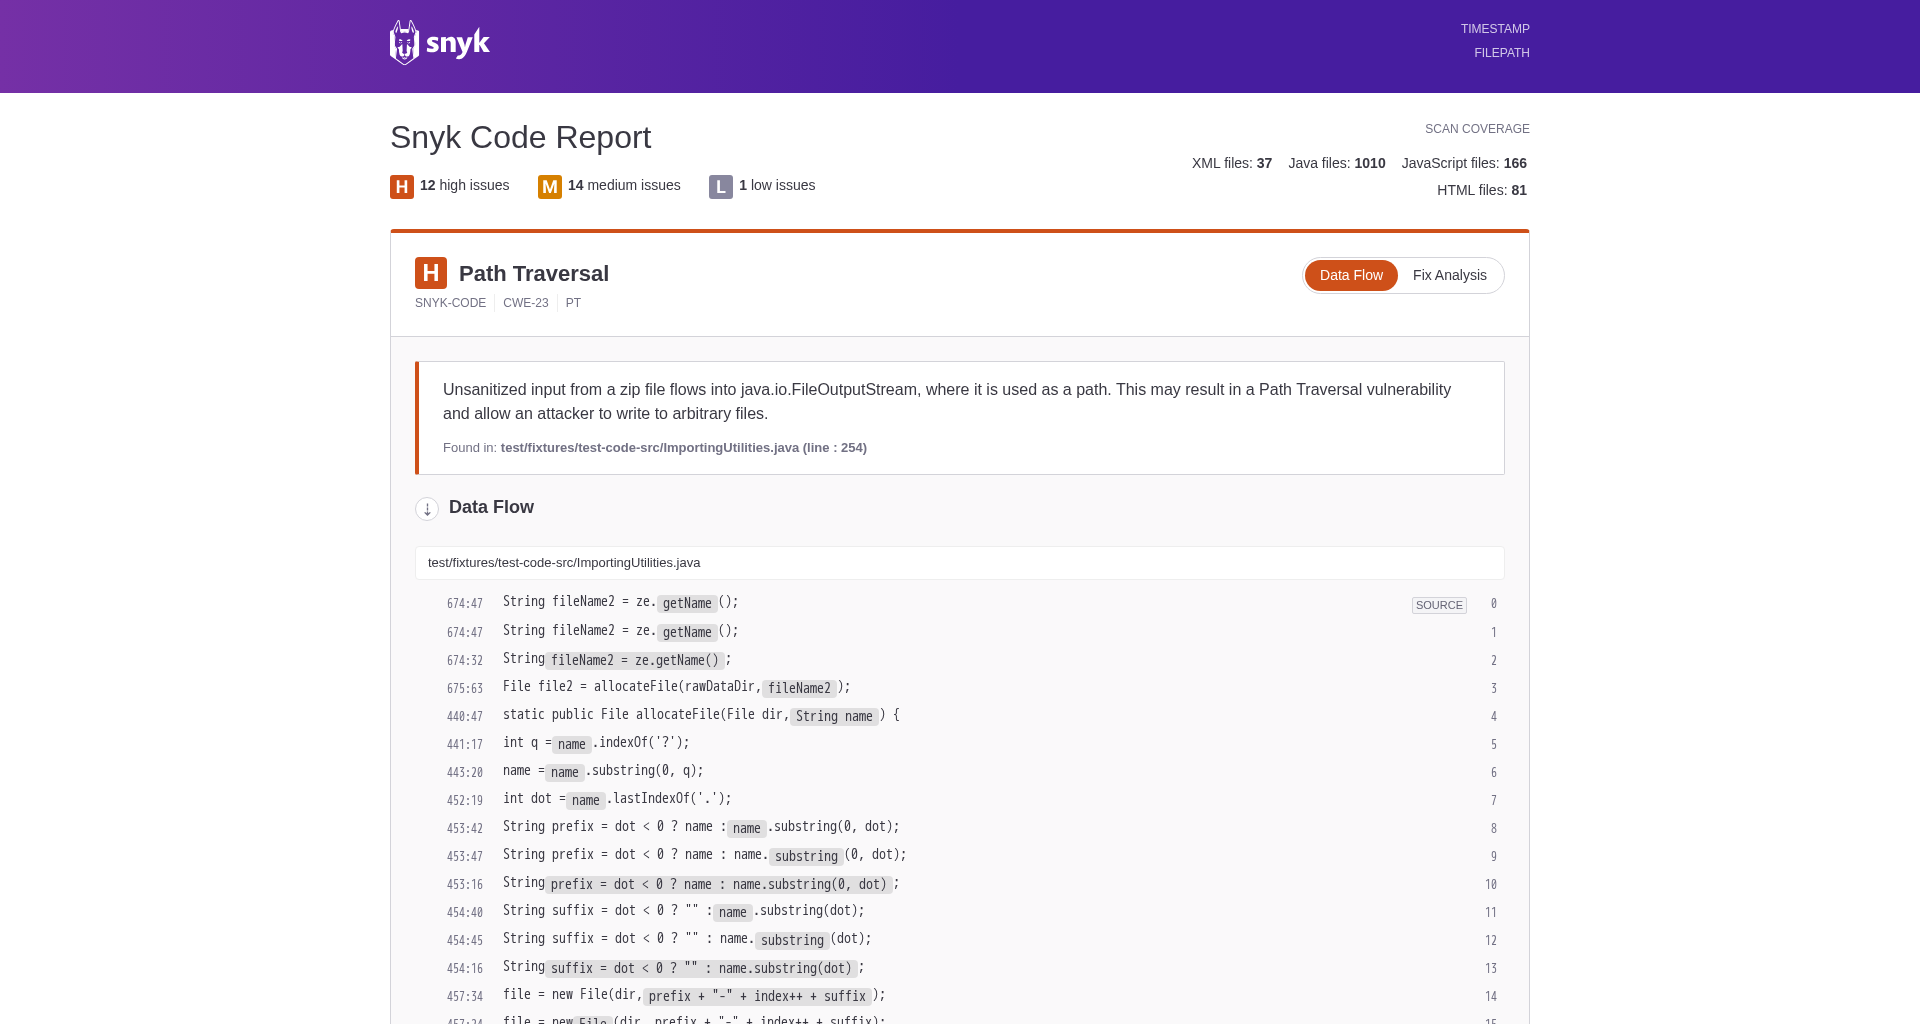 snyk
TIMESTAMP
FILEPATH
Snyk Code Report
SCAN COVERAGE
H 12 high issues M 14 medium issues L 1 low issues
XML files: 37 Java files: 1010 JavaScript files: 166
HTML files: 81
H Path Traversal
Data Flow Fix Analysis
SNYK-CODE CWE-23 PT
Unsanitized input from a zip file flows into java.io.FileOutputStream, where it is used as a path. This may result in a Path Traversal vulnerability
and allow an attacker to write to arbitrary files.
Found in: test/fixtures/test-code-src/ImportingUtilities.java (line : 254)
Data Flow
test/fixtures/test-code-src/ImportingUtilities.java
674:47 String fileName2 = ze.getName(); SOURCE 0
674:47 String fileName2 = ze.getName(); 1
674:32 String fileName2 = ze.getName(); 2
675:63 File file2 = allocateFile(rawDataDir, fileName2); 3
440:47 static public File allocateFile(File dir, String name) { 4
441:17 int q = name.indexOf('?'); 5
443:20 name = name.substring(0, q); 6
452:19 int dot = name.lastIndexOf('.'); 7
453:42 String prefix = dot < 0 ? name : name.substring(0, dot); 8
453:47 String prefix = dot < 0 ? name : name.substring(0, dot); 9
453:16 String prefix = dot < 0 ? name : name.substring(0, dot); 10
454:40 String suffix = dot < 0 ? "" : name.substring(dot); 11
454:45 String suffix = dot < 0 ? "" : name.substring(dot); 12
454:16 String suffix = dot < 0 ? "" : name.substring(dot); 13
457:34 file = new File(dir, prefix + "-" + index++ + suffix); 14
457:24 file = new File(dir, prefix + "-" + index++ + suffix); 15